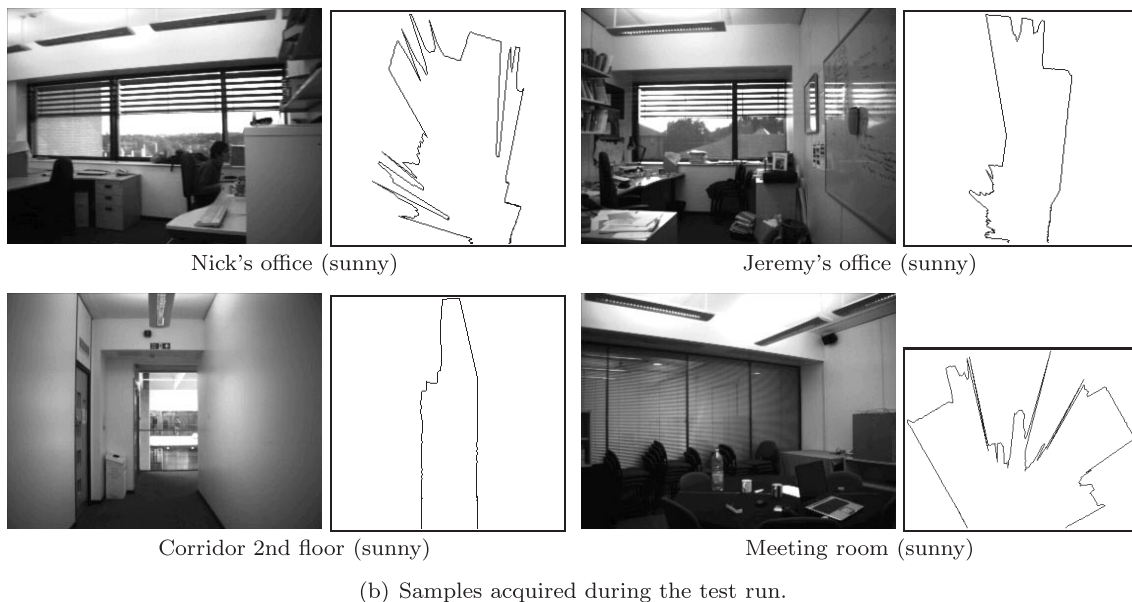 Nick's office (sunny)
Jeremy's office (sunny)
Corridor 2nd floor (sunny)
Meeting room (sunny)
(b) Samples acquired during the test run.